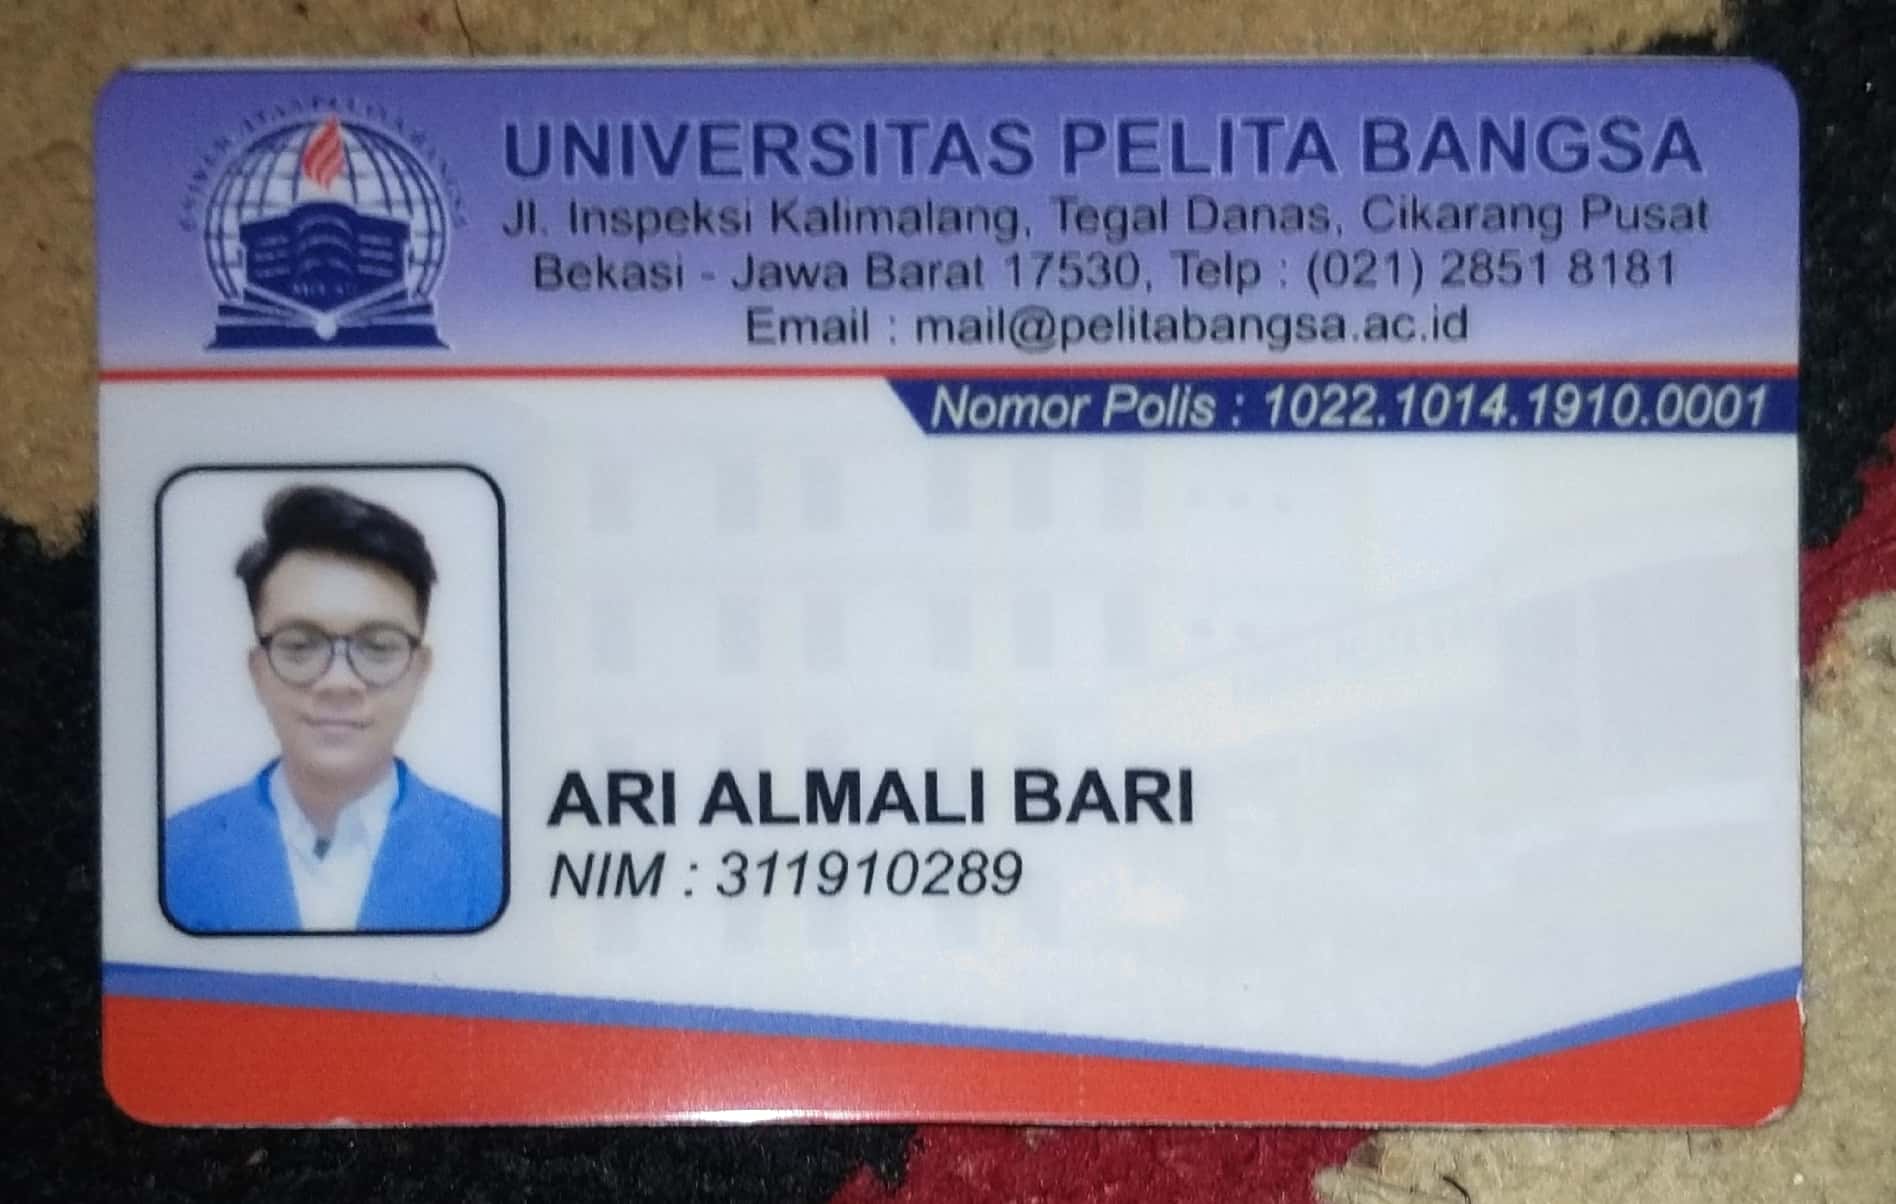 UNIVERSITAS PELITA BANGSA
Jl. Inspeksi Kalimalang, Tegal Danas, Cikarang Pusat
Bekasi - Jawa Barat 17530, Telp : (021) 2851 8181
Email : mail@pelitabangsa.ac.id
Nomor Polis : 1022.1014.1910.0001
ARI ALMALI BARI
NIM : 311910289